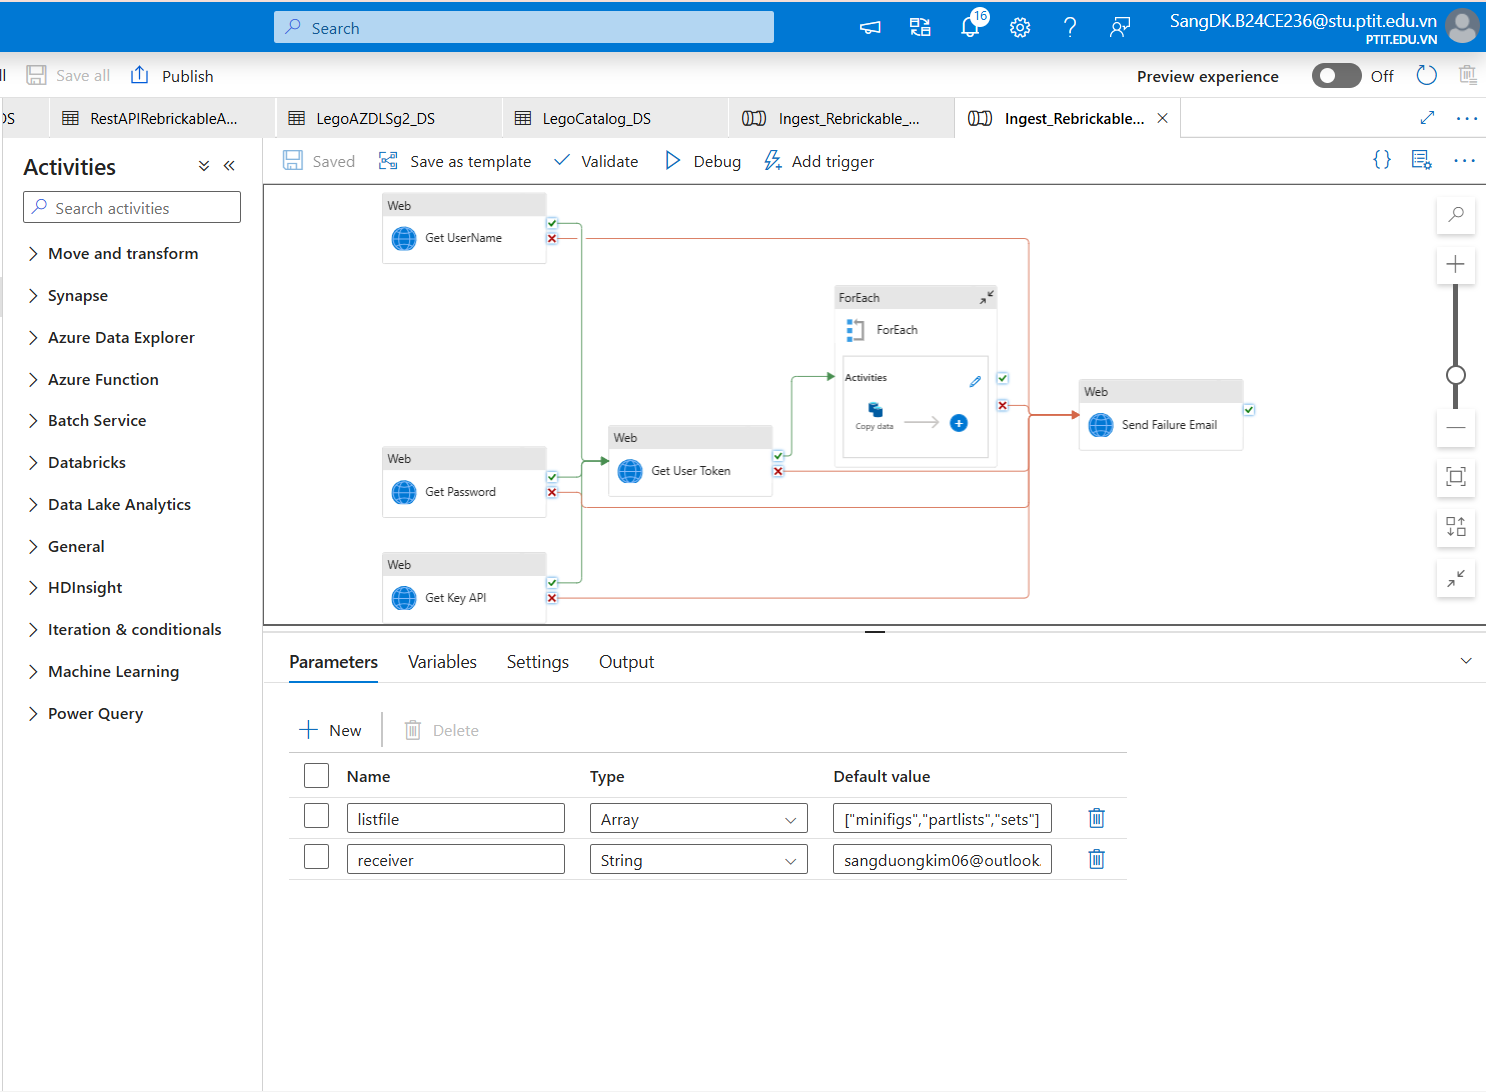 Search
16
SangDK.B24CE236@stu.ptit.edu.vn
PTIT.EDU.VN
Save all
Publish
Preview experience
Off
RestAPIRebrickableA...
LegoAZDLSg2_DS
LegoCatalog_DS
Ingest_Rebrickable_...
Ingest_Rebrickable...
Activities
Saved
Save as template
Validate
Debug
Add trigger
Search activities
Move and transform
Synapse
Azure Data Explorer
Azure Function
Batch Service
Databricks
Data Lake Analytics
General
HDInsight
Iteration & conditionals
Machine Learning
Power Query
Web
Get UserName
ForEach
ForEach
Activities
Copy data
Web
Send Failure Email
Web
Get User Token
Web
Get Password
Web
Get Key API
Parameters
Variables
Settings
Output
New
Delete
Name
Type
Default value
listfile
Array
["minifigs","partlists","sets"]
receiver
String
sangduongkim06@outlook.